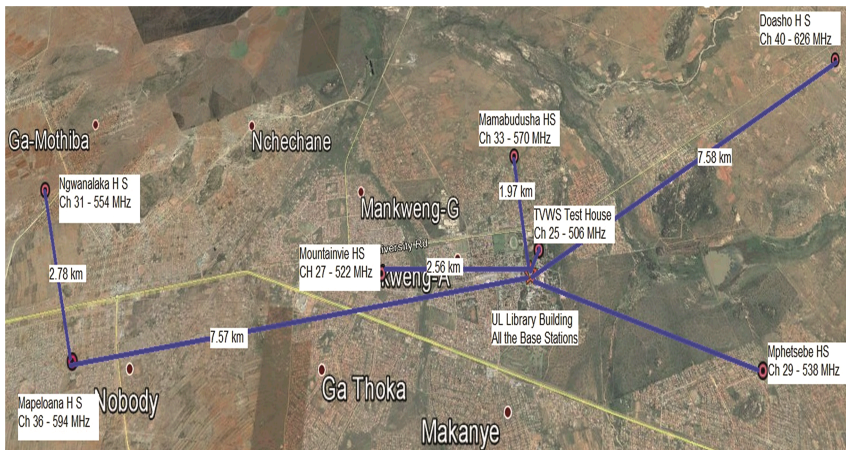 Doasho H S
Ch 40 - 626 MHz
Mamabudusha HS
Ch 33 - 570 MHz
Ga-Mothiba
Nchechane
7.58 km
Ngwanalaka H S
Ch 31 - 554 MHz
1.97 km
Mankweng-G
TVWS Test House
Ch 25 - 506 MHz
Mountainvie HS
CH 27 - 522 MHz
versity Rd
2.56 km
kweng-A
2.78 km
7.57 km
UL Library Building
All the Base Stations
Mphetsebe HS
Ch 29 - 538 MHz
Mapeloana H S
Ch 36 - 594 MHz
Nobody
Ga Thoka
Makanye